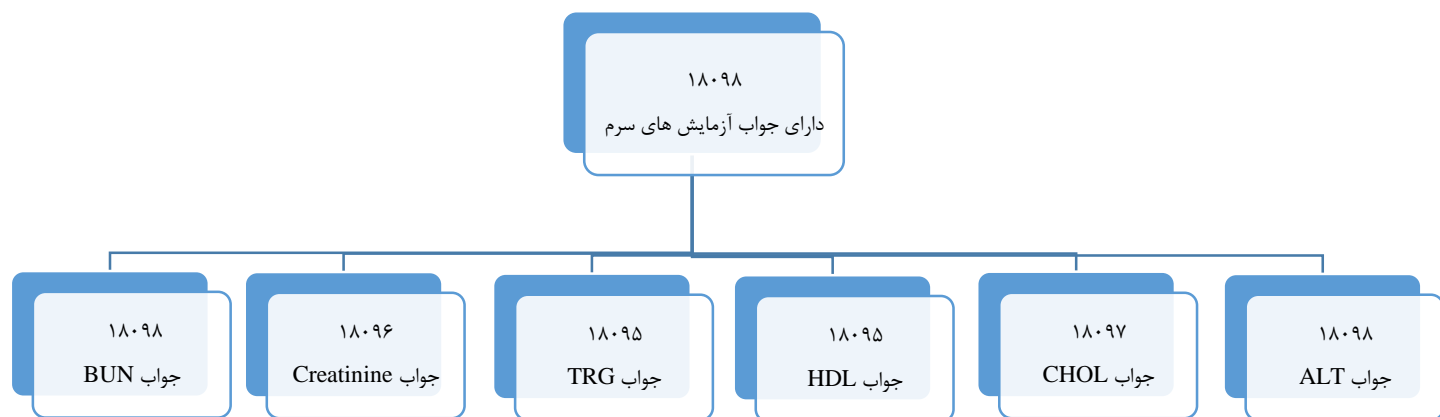 ۱۸۰۹۸
دارای جواب آزمایش های سرم
۱۸۰۹۸
جواب BUN
۱۸۰۹۶
جواب Creatinine
۱۸۰۹۵
جواب TRG
۱۸۰۹۵
جواب HDL
۱۸۰۹۷
جواب CHOL
۱۸۰۹۸
جواب ALT